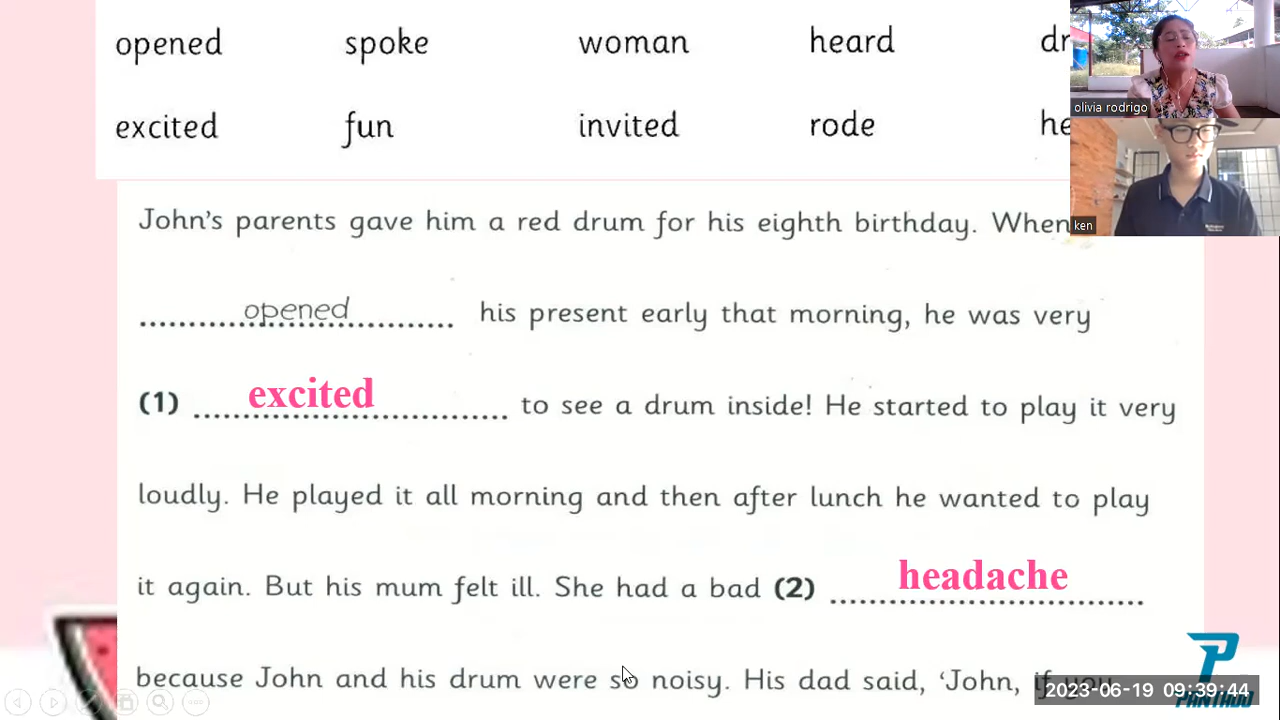 opened spoke woman heard
excited fun invited rode
John's parents gave him a red drum for his eighth birthday. When
opened his present early that morning, he was very
(1) excited to see a drum inside! He started to play it very
loudly. He played it all morning and then after lunch he wanted to play
it again. But his mum felt ill. She had a bad (2) headache
because John and his drum were so noisy. His dad said, 'John, if you
olivia rodrigo
ken
2023-06-19 09:39:44